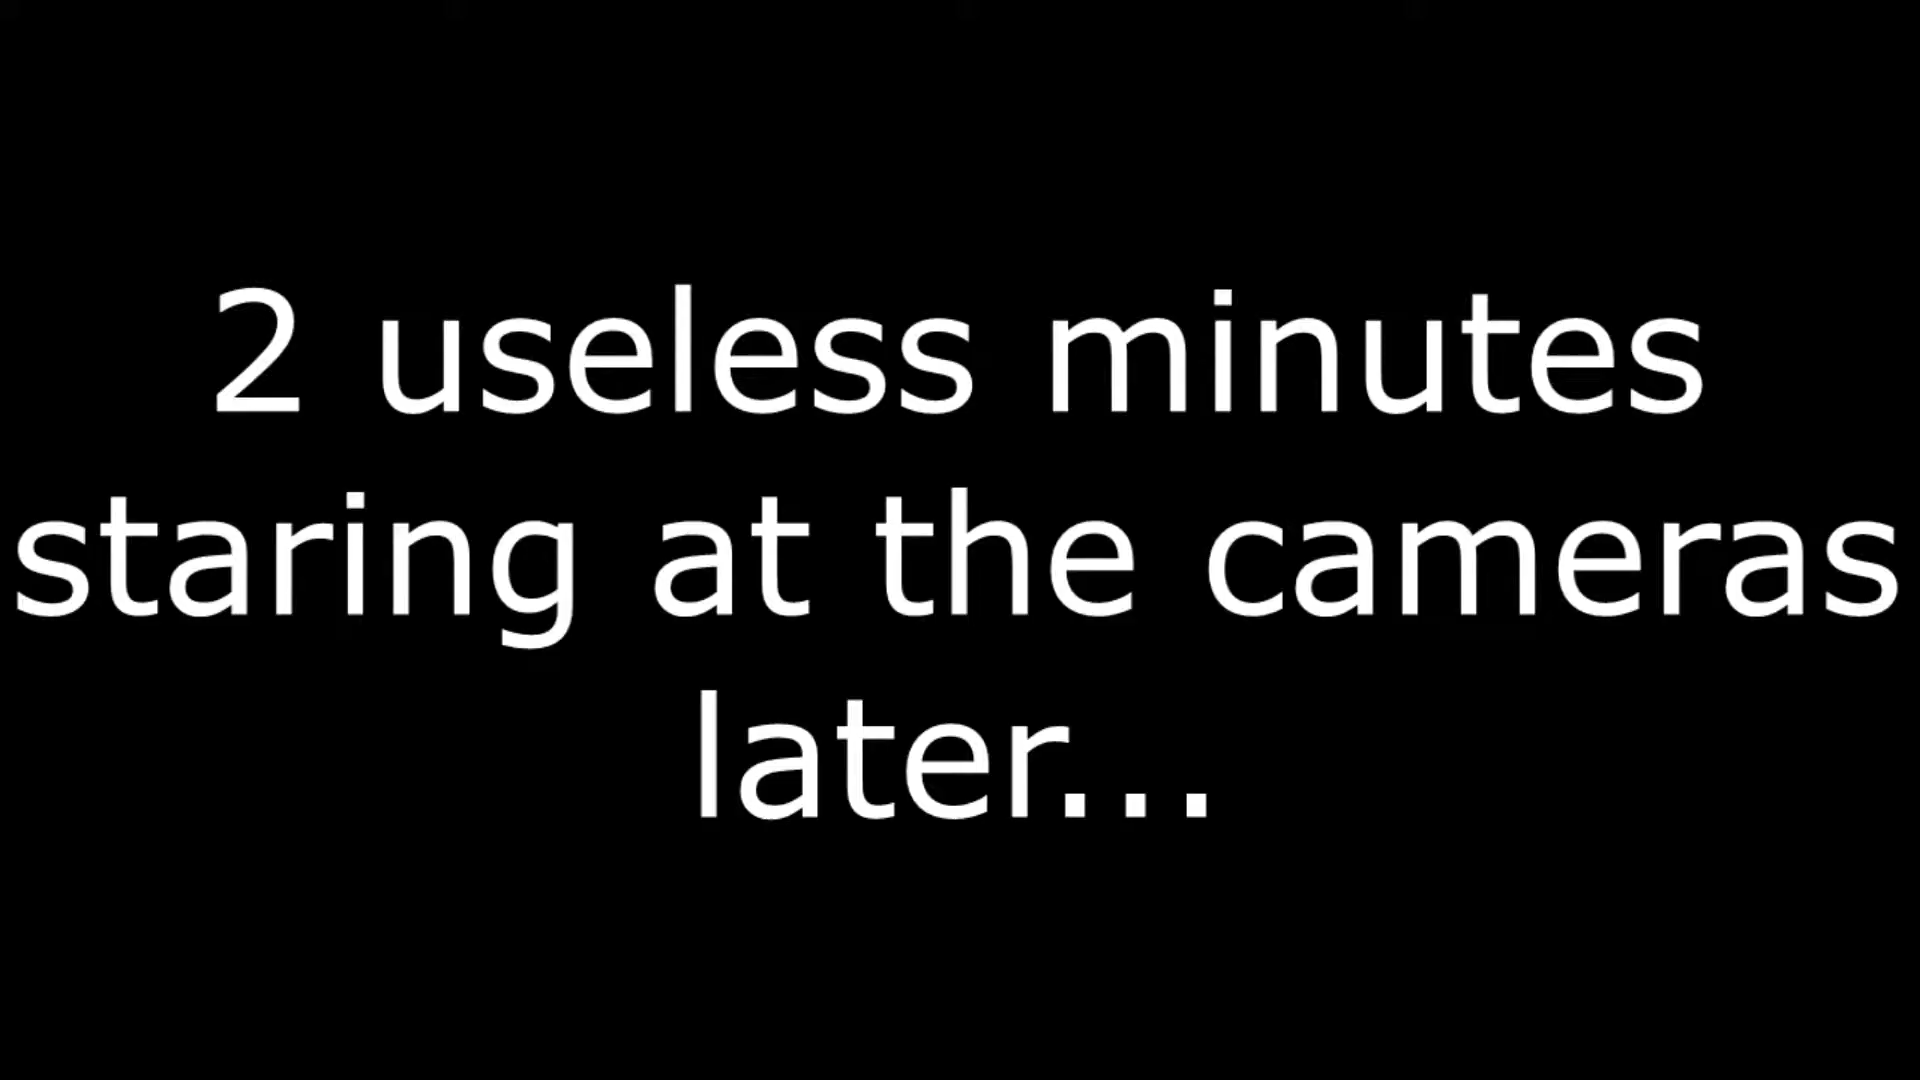 2 useless minutes
staring at the cameras
later...